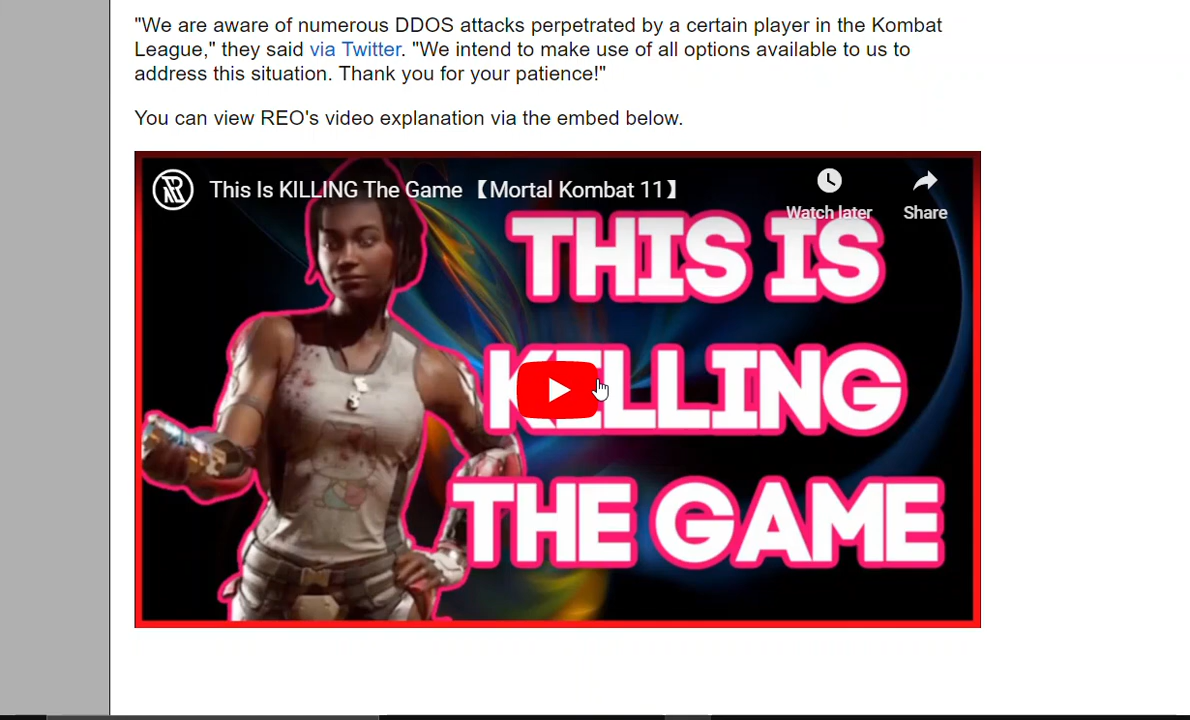 "We are aware of numerous DDOS attacks perpetrated by a certain player in the Kombat
League," they said via Twitter. "We intend to make use of all options available to us to
address this situation. Thank you for your patience!"
You can view REO's video explanation via the embed below.
This Is KILLING The Game 【Mortal Kombat 11】
Watch later
Share
THIS IS
KILLING
THE GAME